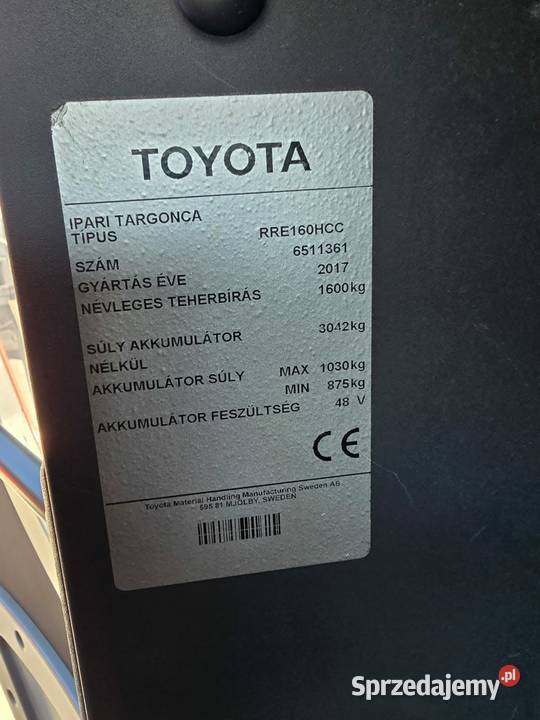 TOYOTA
IPARI TARGONCA
TÍPUS RRE160HCC
SZÁM 6511361
GYÁRTÁS ÉVE 2017
NÉVLEGES TEHERBÍRÁS 1600kg
SÚLY AKKUMULÁTOR NÉLKÜL 3042kg
AKKUMULÁTOR SÚLY MAX 1030kg
MIN 875kg
AKKUMULÁTOR FESZÜLTSÉG 48 V
CE
Toyota Material Handling Manufacturing Sweden AB
595 81 MJÖLBY, SWEDEN
Sprzedajemy.pl